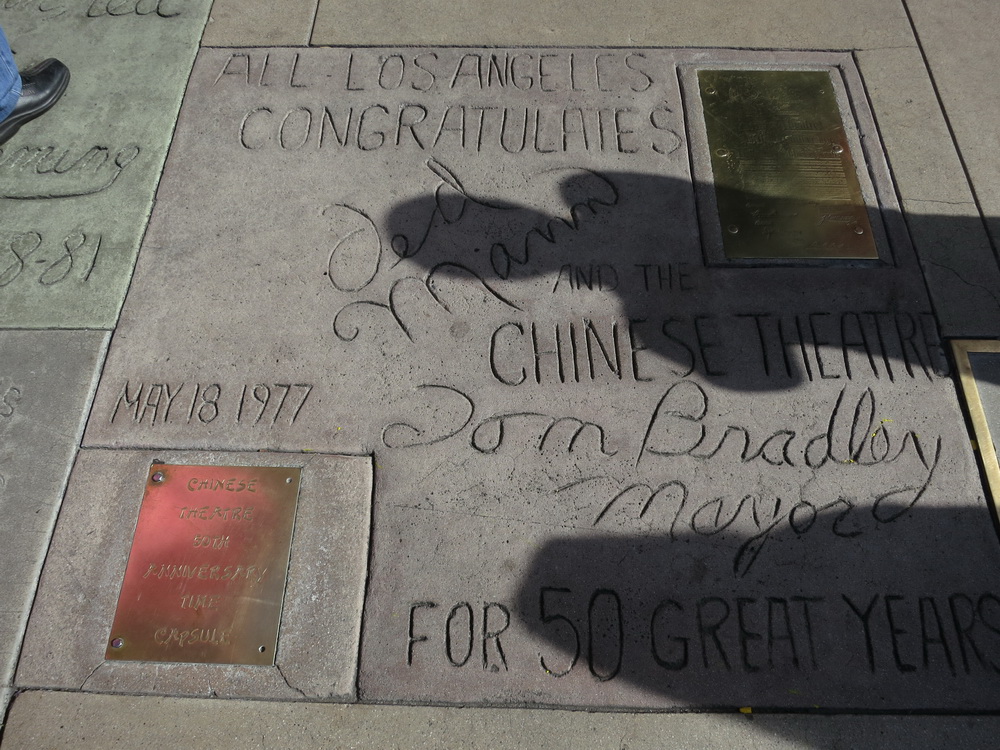 ALL LOS ANGELES
CONGRATULATES
Ted
Mann
AND THE
CHINESE THEATRE
MAY 18 1977
Tom Bradley
Mayor
FOR 50 GREAT YEARS
CHINESE
THEATRE
50TH
ANNIVERSARY
TIME
CAPSULE
8-81